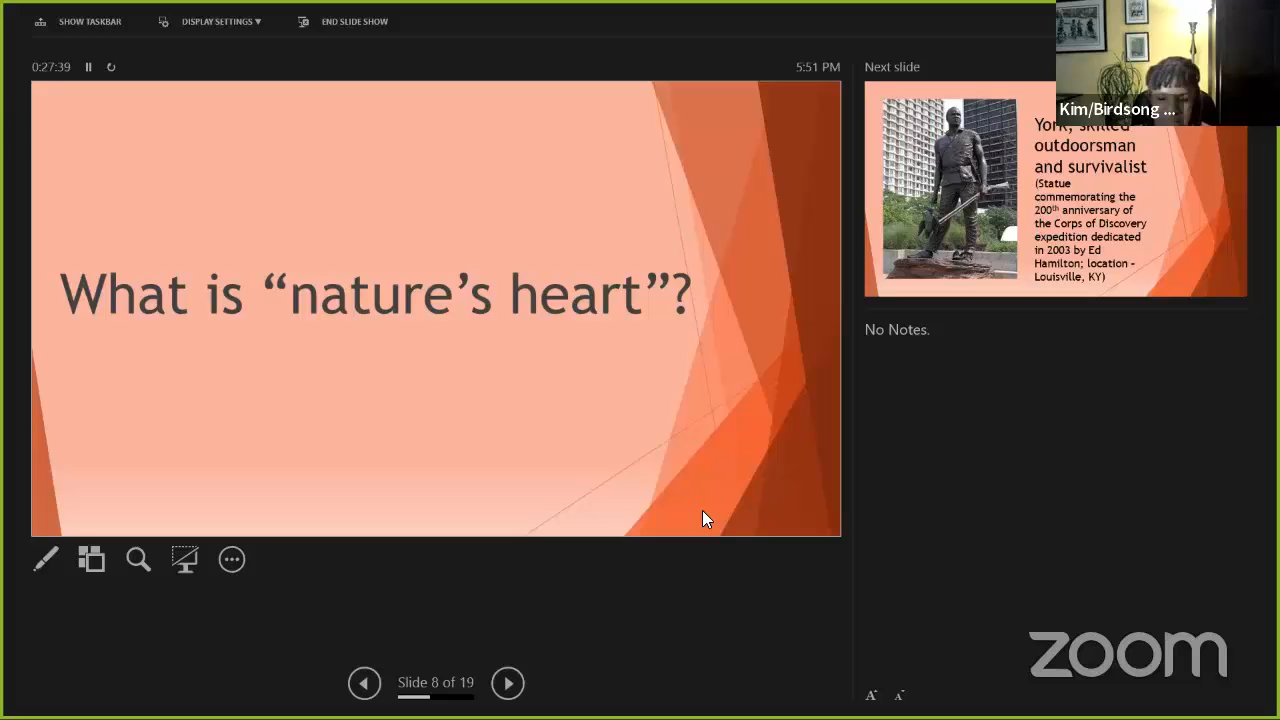 SHOW TASKBAR
DISPLAY SETTINGS ▼
END SLIDE SHOW
0:27:39
5:51 PM
Next slide
Kim/Birdsong ...
What is “nature’s heart”?
York, skilled
outdoorsman
and survivalist
(Statue
commemorating the
200th anniversary of
the Corps of Discovery
expedition dedicated
in 2003 by Ed
Hamilton; location –
Louisville, KY)
No Notes.
Slide 8 of 19
A A
zoom